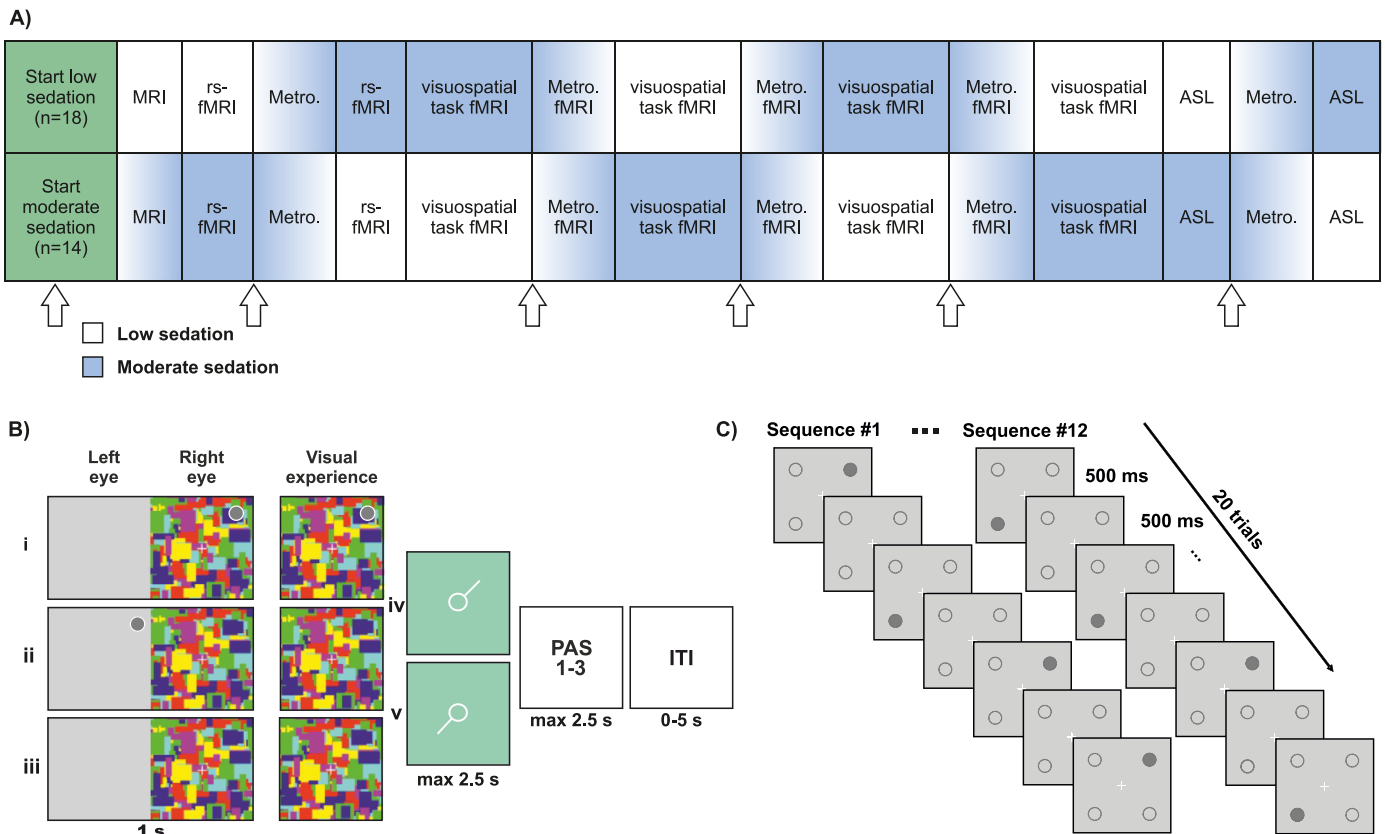 A)
Start low
sedation
(n=18)
MRI
rs-
fMRI
Metro.
rs-
fMRI
visuospatial
task fMRI
Metro.
fMRI
visuospatial
task fMRI
Metro.
fMRI
visuospatial
task fMRI
Metro.
fMRI
visuospatial
task fMRI
ASL
Metro.
ASL
Start
moderate
sedation
(n=14)
MRI
rs-
fMRI
Metro.
rs-
fMRI
visuospatial
task fMRI
Metro.
fMRI
visuospatial
task fMRI
Metro.
fMRI
visuospatial
task fMRI
Metro.
fMRI
visuospatial
task fMRI
ASL
Metro.
ASL
Low sedation
Moderate sedation
B)
Left
eye
Right
eye
Visual
experience
i
ii
iii
iv
v
1 s
max 2.5 s
PAS
1-3
max 2.5 s
ITI
0-5 s
C)
Sequence #1
Sequence #12
500 ms
500 ms
20 trials